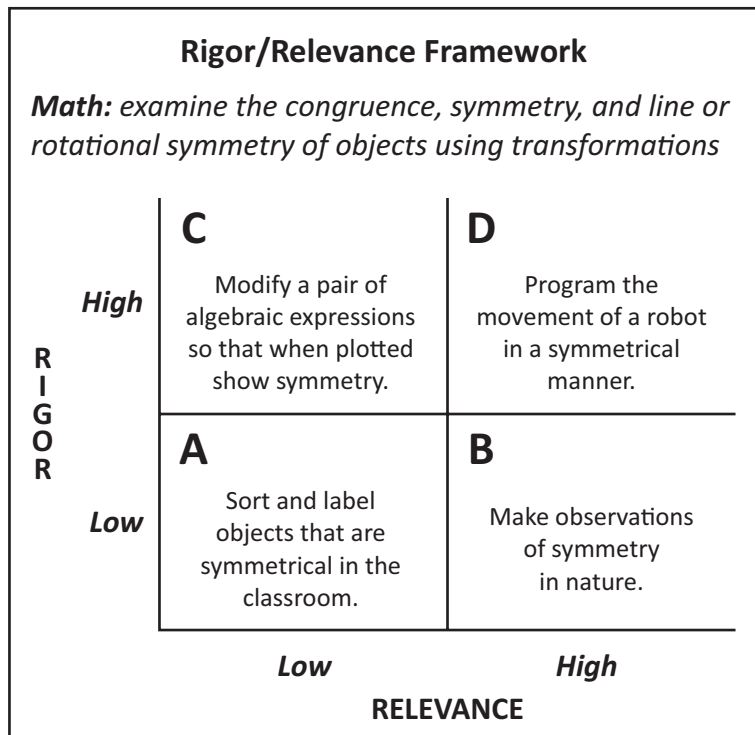 Rigor/Relevance Framework
Math: examine the congruence, symmetry, and line or
rotational symmetry of objects using transformations
RIGOR
High
C
Modify a pair of
algebraic expressions
so that when plotted
show symmetry.
D
Program the
movement of a robot
in a symmetrical
manner.
Low
A
Sort and label
objects that are
symmetrical in the
classroom.
B
Make observations
of symmetry
in nature.
Low
High
RELEVANCE